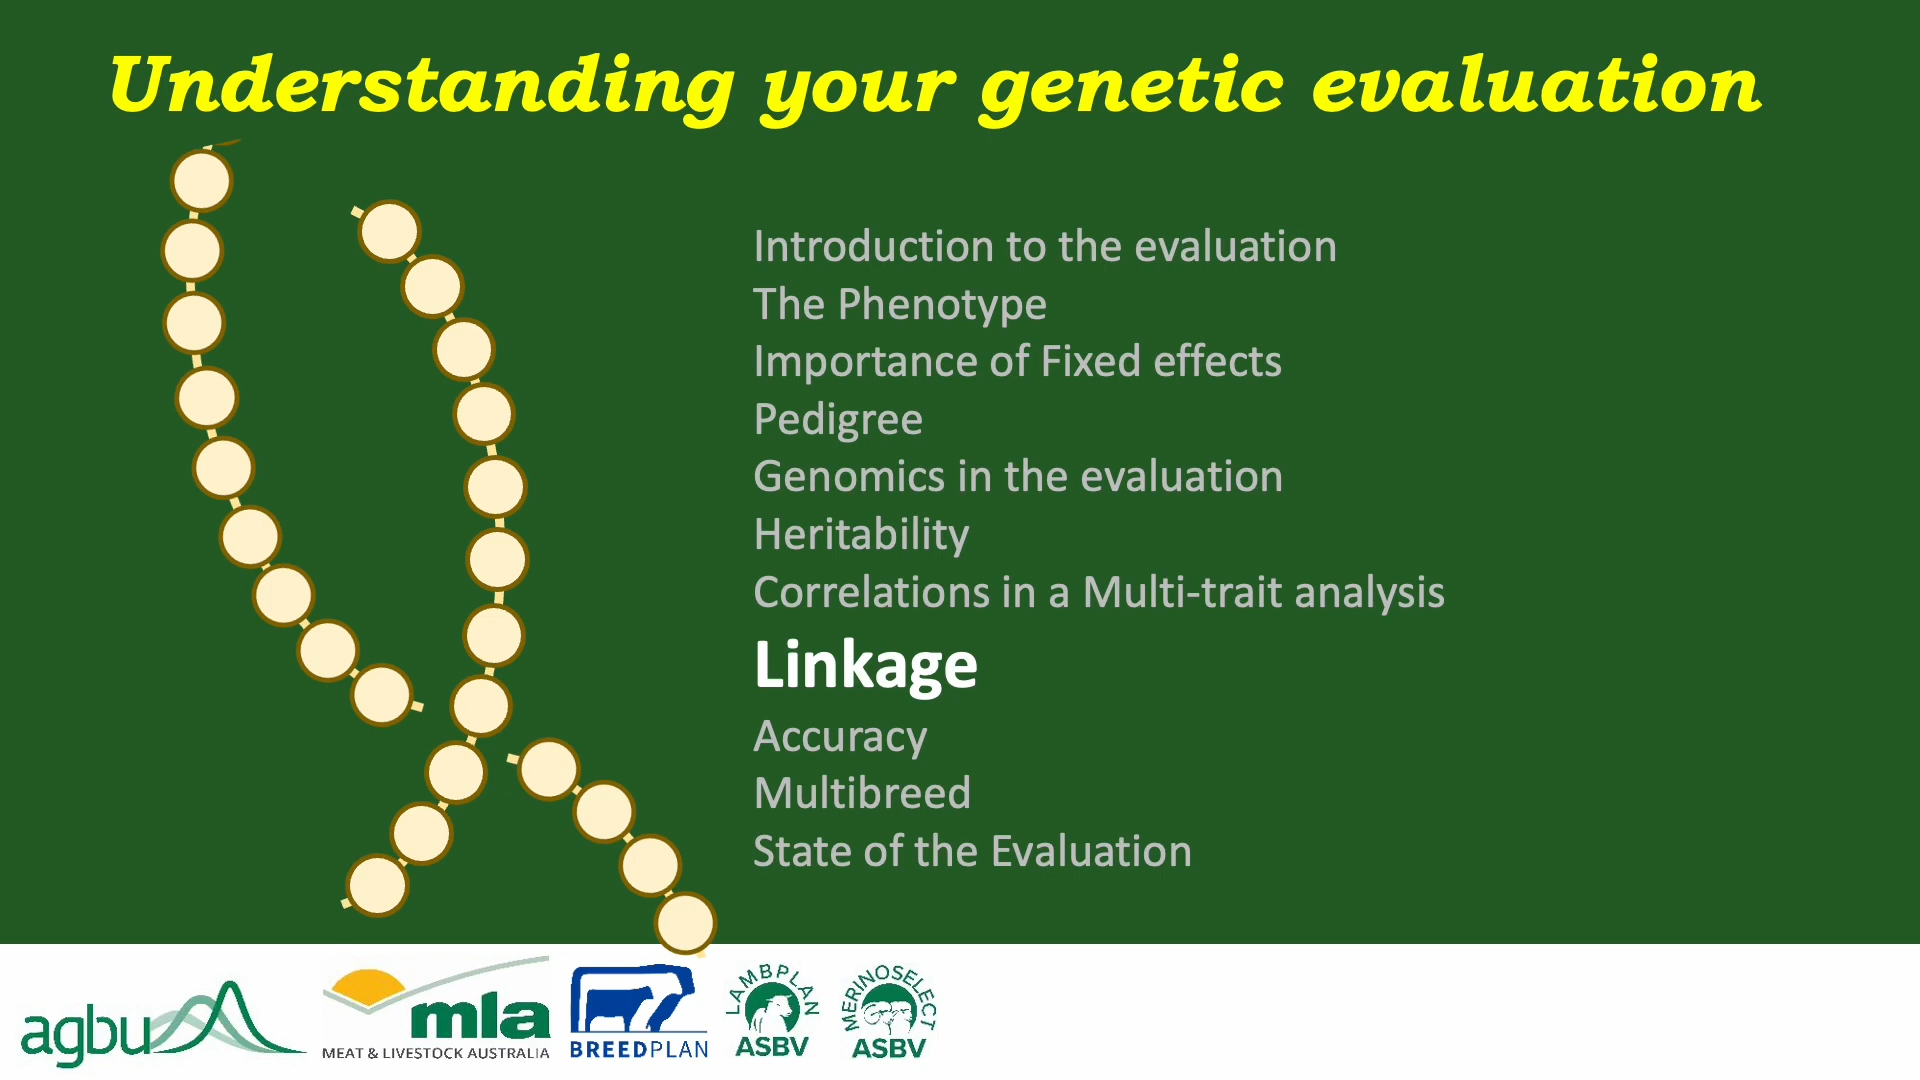 Understanding your genetic evaluation
Introduction to the evaluation
The Phenotype
Importance of Fixed effects
Pedigree
Genomics in the evaluation
Heritability
Correlations in a Multi-trait analysis
Linkage
Accuracy
Multibreed
State of the Evaluation
agbu
mla
MEAT & LIVESTOCK AUSTRALIA
BREEDPLAN
LAMBPLAN
ASBV
MERINOSELECT
ASBV